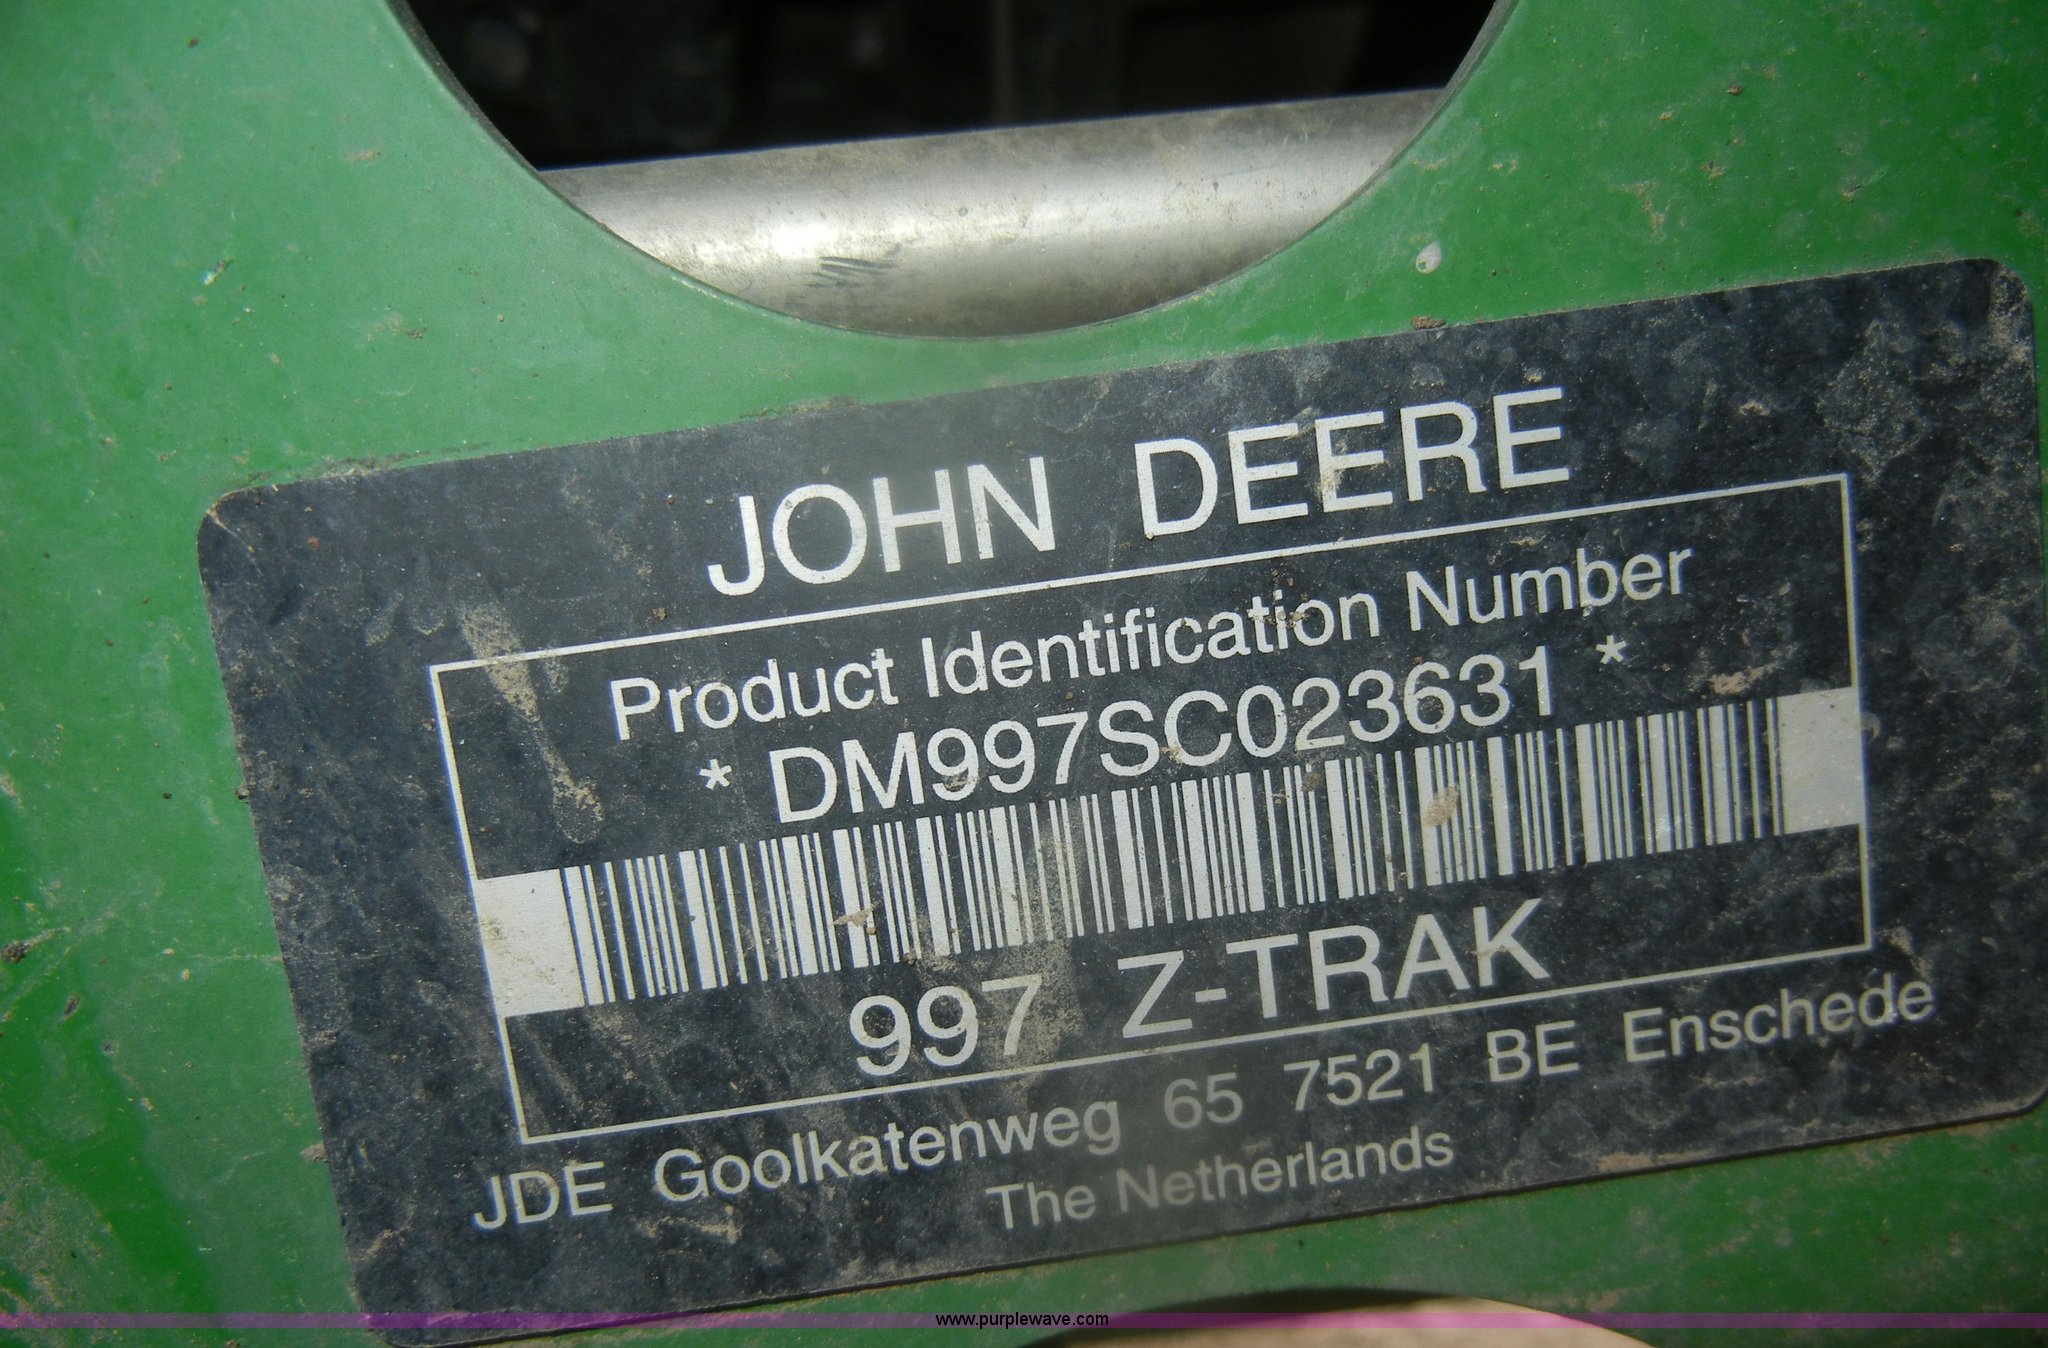 JOHN DEERE
Product Identification Number
* DM997SC023631 *
997 Z-TRAK
JDE Goolkatenweg 65 7521 BE Enschede
The Netherlands
www.purplewave.com